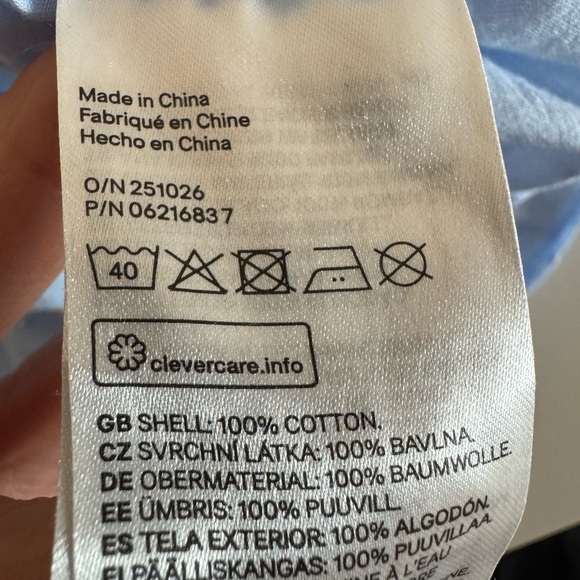 Made in China
Fabriqué en Chine
Hecho en China
O/N 251026
P/N 06216837
40
clevercare.info
GB SHELL: 100% COTTON.
CZ SVRCHNÍ LÁTKA: 100% BAVLNA.
DE OBERMATERIAL: 100% BAUMWOLLE.
EE ÜMBRIS: 100% PUUVILL.
ES TELA EXTERIOR: 100% ALGODÓN.
FI PÄÄLLISKANGAS: 100% PUUVILLAA.
À L'EAU